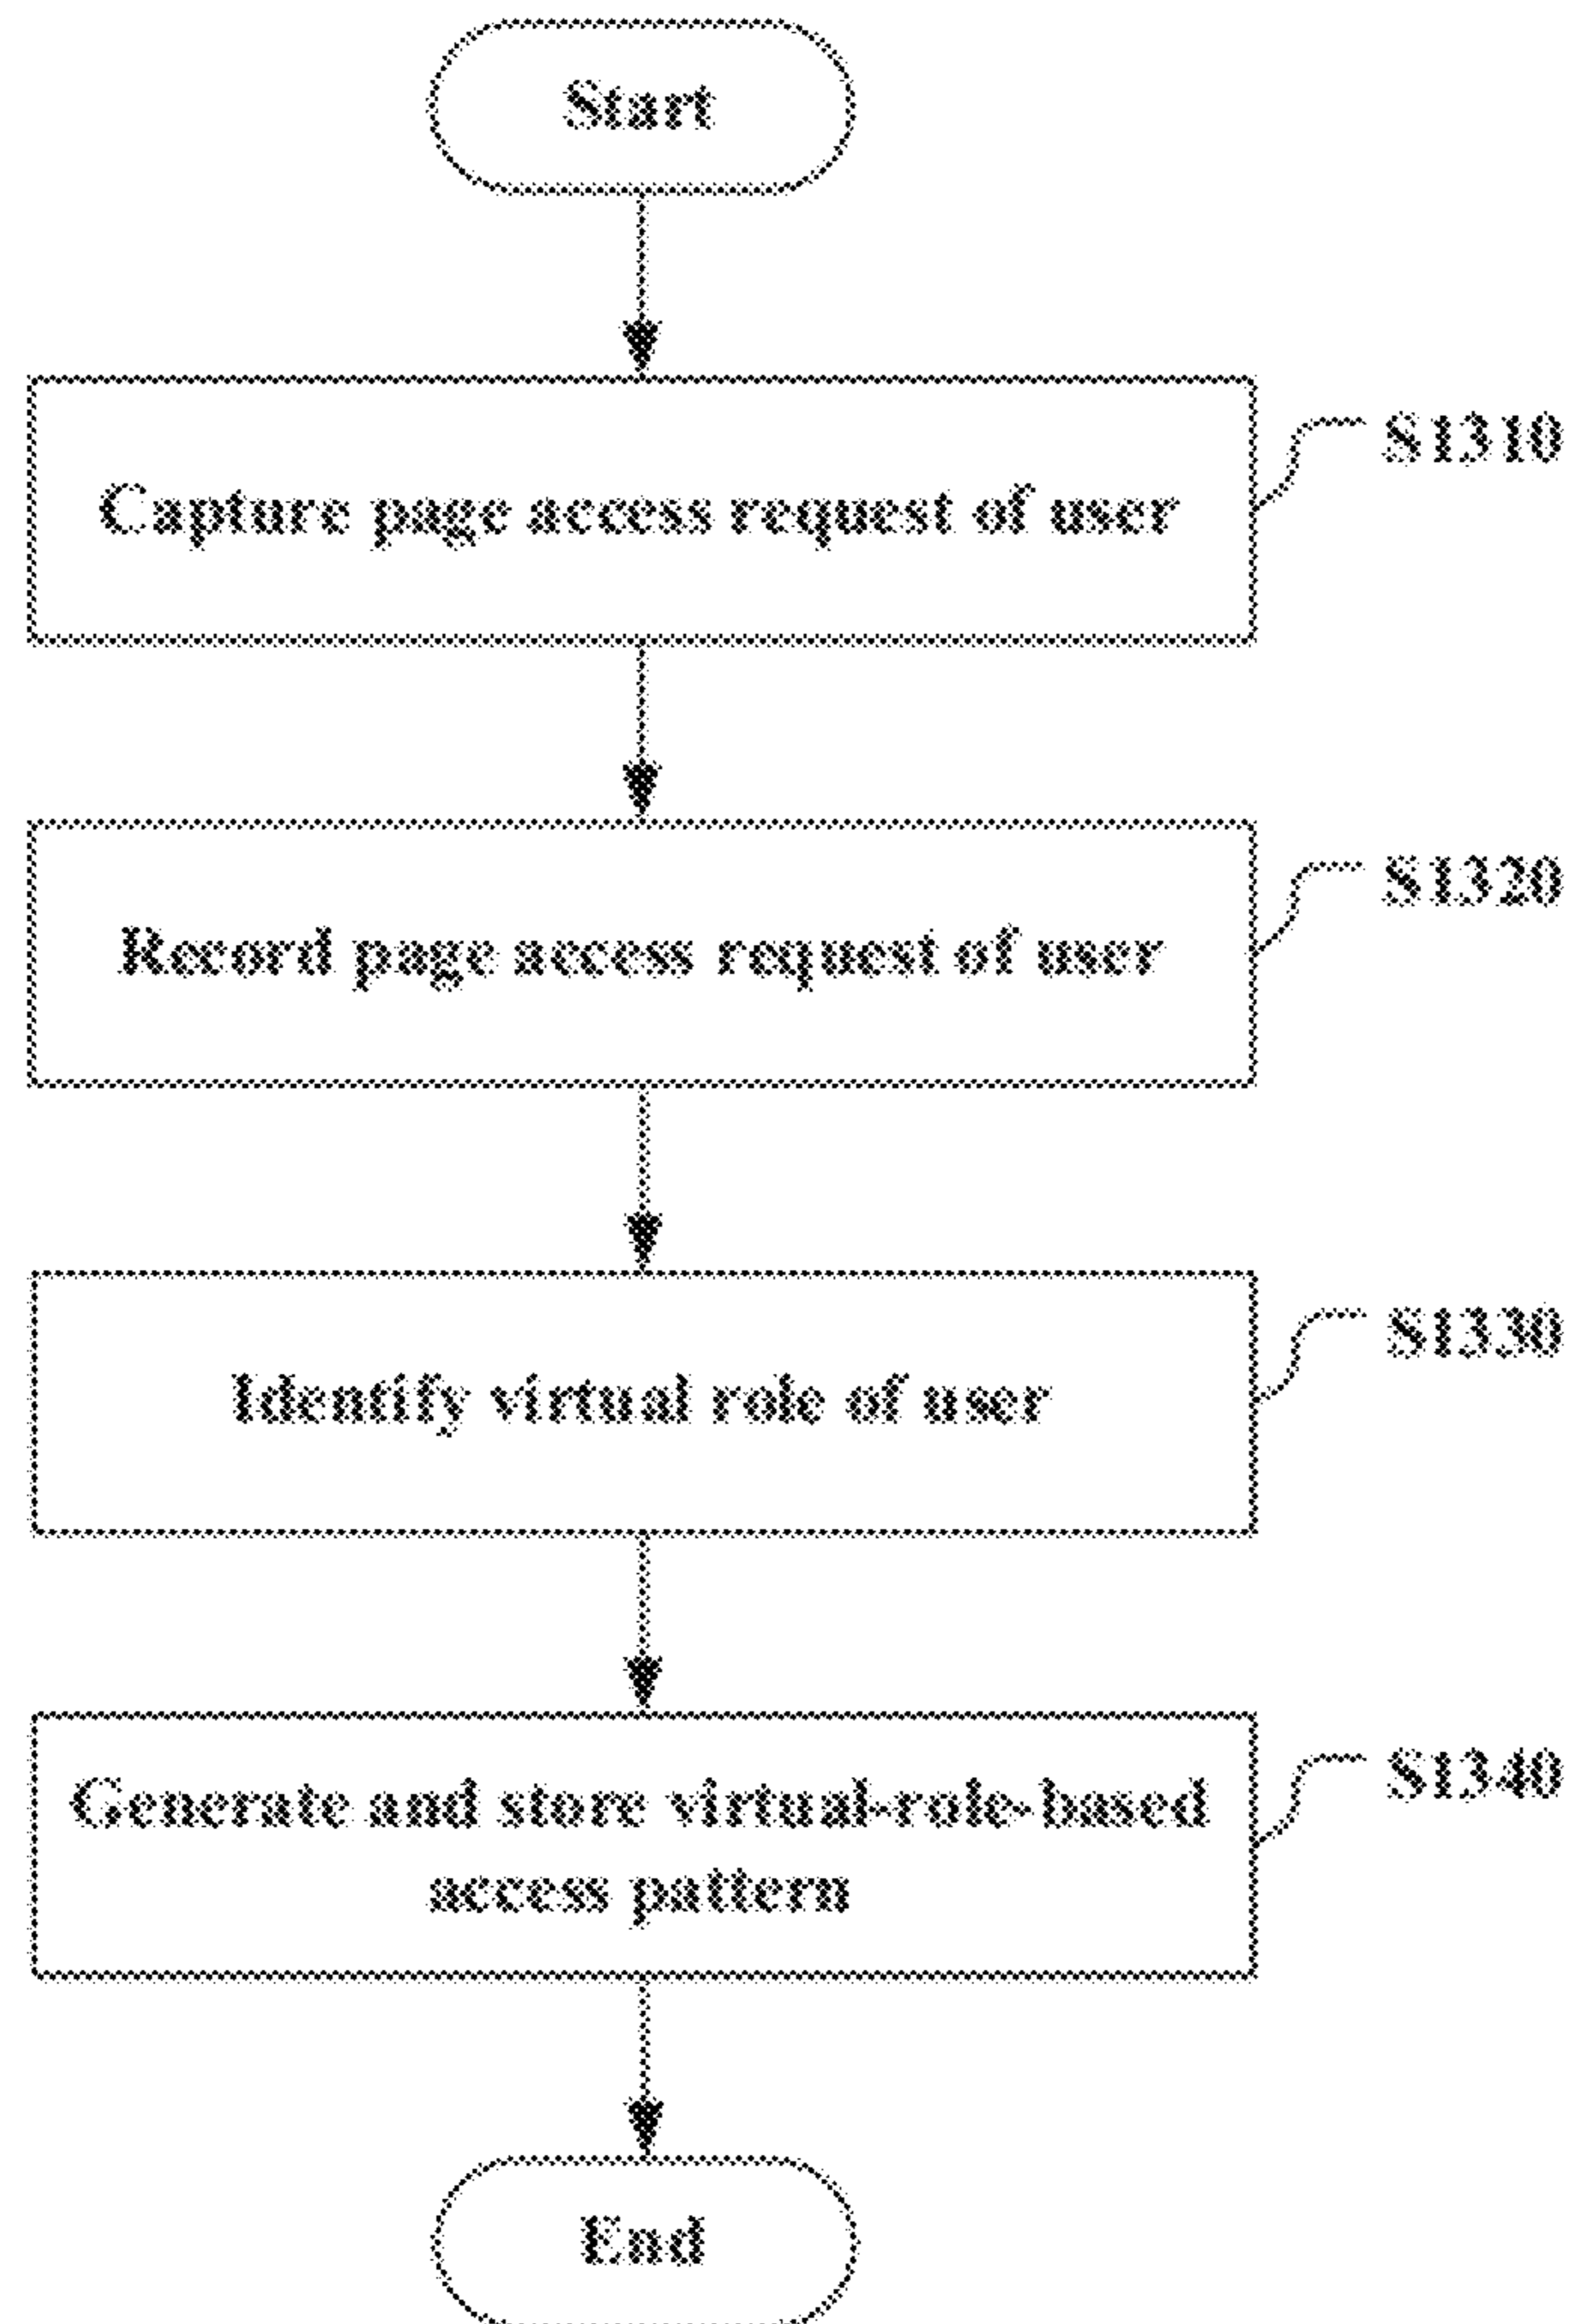 Start
Capture page access request of user
S1310
Record page access request of user
S1320
Identify virtual role of user
S1330
Generate and store virtual-role-based
access pattern
S1340
End